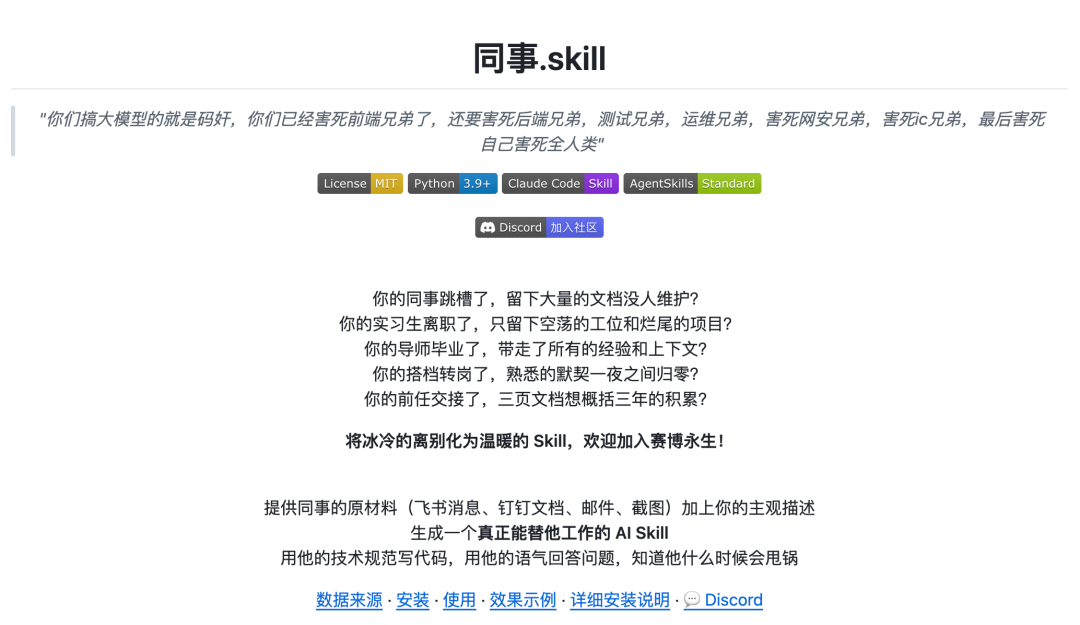 同事.skill
"你们搞大模型的就是码奸，你们已经害死前端兄弟了，还要害死后端兄弟，测试兄弟，运维兄弟，害死网安兄弟，害死ic兄弟，最后害死
自己害死全人类"
License MIT Python 3.9+ Claude Code Skill AgentSkills Standard
Discord 加入社区
你的同事跳槽了，留下大量的文档没人维护？
你的实习生离职了，只留下空荡的工位和烂尾的项目？
你的导师毕业了，带走了所有的经验和上下文？
你的搭档转岗了，熟悉的默契一夜之间归零？
你的前任交接了，三页文档想概括三年的积累？
将冰冷的离别化为温暖的 Skill，欢迎加入赛博永生！
提供同事的原材料（飞书消息、钉钉文档、邮件、截图）加上你的主观描述
生成一个真正能替他工作的 AI Skill
用他的技术规范写代码，用他的语气回答问题，知道他什么时候会甩锅
数据来源 · 安装 · 使用 · 效果示例 · 详细安装说明 · 💬 Discord